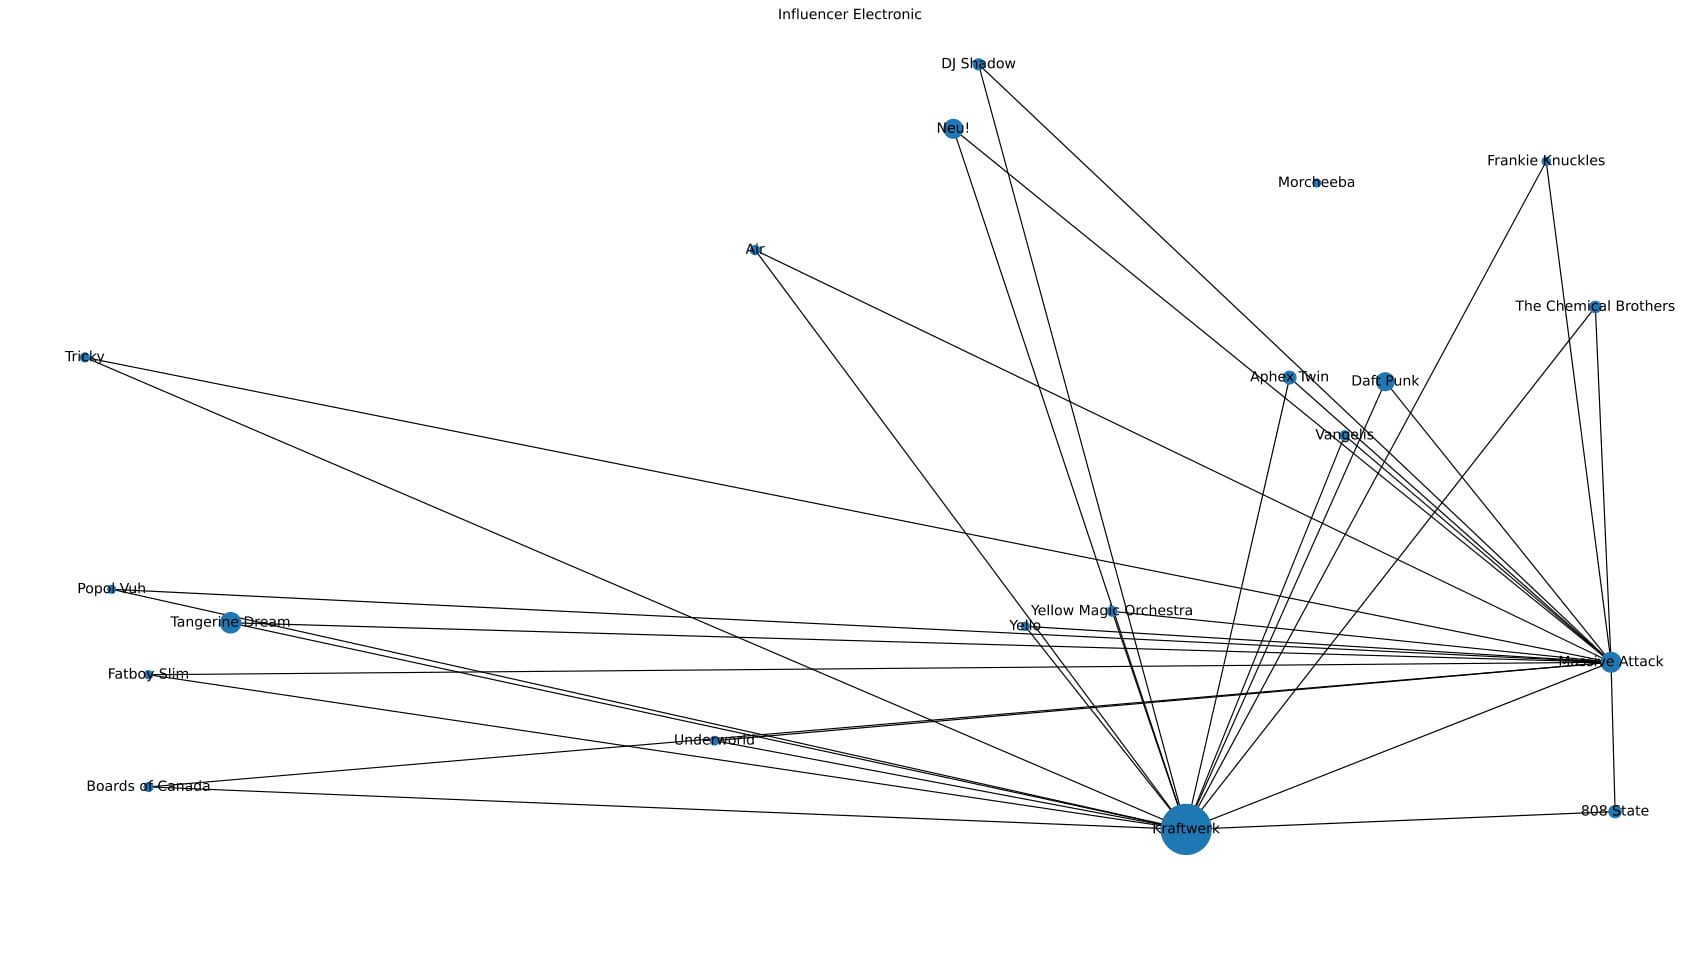 Influencer Electronic
DJ Shadow
Neu!
Frankie Knuckles
Morcheeba
Air
The Chemical Brothers
Tricky
Aphex Twin
Daft Punk
Vangelis
Popol Vuh
Yellow Magic Orchestra
Tangerine Dream
Yello
Massive Attack
Fatboy Slim
Underworld
Boards of Canada
808 State
Kraftwerk